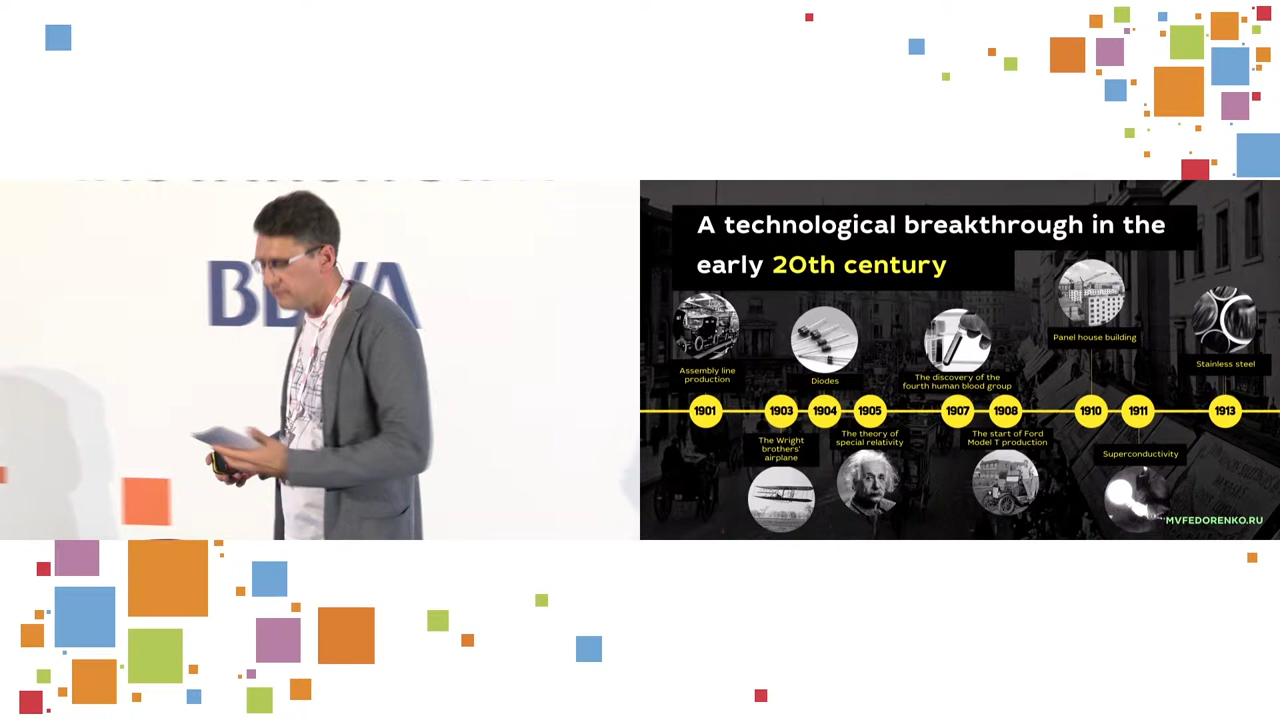 BBVA
A technological breakthrough in the
early 20th century
Assembly line
production
Diodes
The discovery of the
fourth human blood group
Panel house building
Stainless steel
1901
1903
1904
1905
1907
1908
1910
1911
1913
The Wright
brothers'
airplane
The theory of
special relativity
The start of Ford
Model T production
Superconductivity
MVFEDORENKO.RU